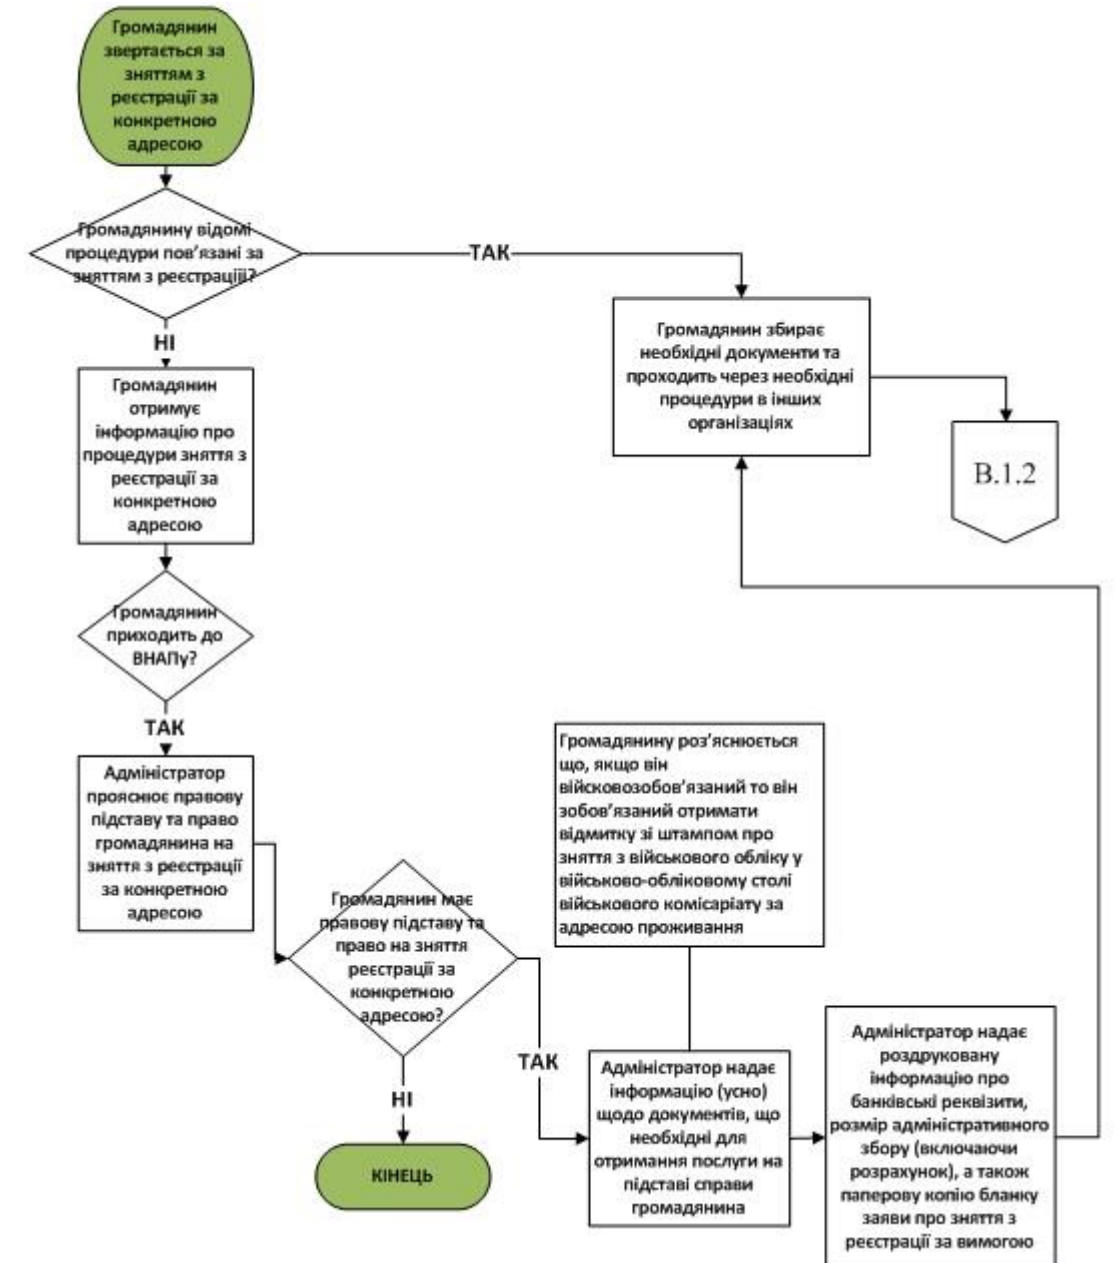 Громадянин
звертається за
зняттям з
реєстрації за
конкретною
адресою
Громадянину відомі
процедури пов’язані за
зняттям з реєстраціії?
ТАК
НІ
Громадянин збирає
необхідні документи та
проходить через необхідні
процедури в інших
організаціях
В.1.2
Громадянин
отримує
інформацію про
процедури зняття з
реєстрації за
конкретною
адресою
Громадянин
приходить до
ВНАПу?
ТАК
Адміністратор
прояснює правову
підставу та право
громадянина на
зняття з реєстрації
за конкретною
адресою
Громадянин має
правову підставу та
право на зняття
реєстрації за
конкретною
адресою?
НІ
КІНЕЦЬ
ТАК
Громадянину роз’яснюється
що, якщо він
військовозобов’язаний то він
зобов’язаний отримати
відмитку зі штампом про
зняття з військового обліку у
військово-обліковому столі
військового комісаріату за
адресою проживання
Адміністратор надає
інформацію (усно)
щодо документів, що
необхідні для
отримання послуги на
підставі справи
громадянина
Адміністратор надає
роздруковану
інформацію про
банківські реквізити,
розмір адміністративного
збору (включаючи
розрахунок), а також
паперову копію бланку
заяви про зняття з
реєстрації за вимогою